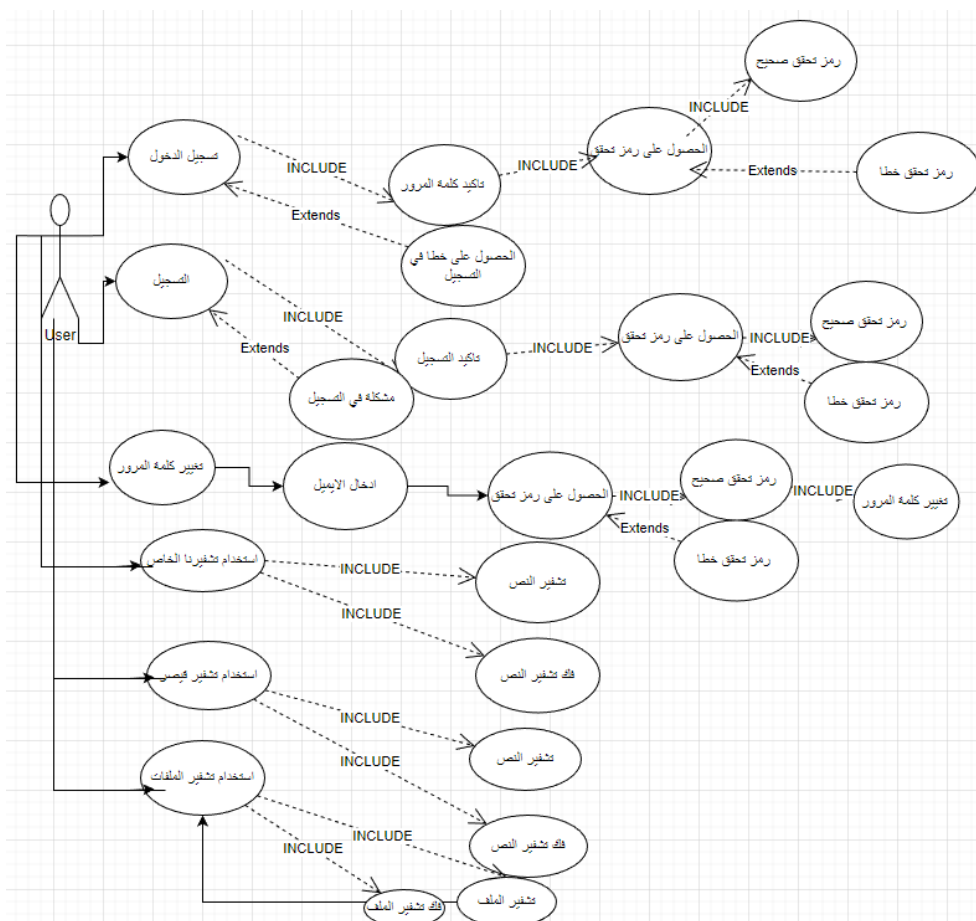 رمز تحقق صحيح
INCLUDE
الحصول على رمز تحقق
تسجيل الدخول
INCLUDE
INCLUDE
تاكيد كلمة المرور
Extends
رمز تحقق خطا
Extends
الحصول على خطا في
التسجيل
User
التسجيل
INCLUDE
Extends
تاكيد التسجيل
INCLUDE
الحصول على رمز تحقق
INCLUDE
رمز تحقق صحيح
Extends
رمز تحقق خطا
مشكلة في التسجيل
تغيير كلمة المرور
ادخال الايميل
الحصول على رمز تحقق
INCLUDE
رمز تحقق صحيح
INCLUDE
تغيير كلمة المرور
Extends
رمز تحقق خطا
استخدام تشفيرنا الخاص
INCLUDE
تشفير النص
INCLUDE
فك تشفير النص
استخدام تشفير قيصر
INCLUDE
تشفير النص
INCLUDE
فك تشفير النص
استخدام تشفير الملفات
INCLUDE
تشفير الملف
INCLUDE
فك تشفير الملف